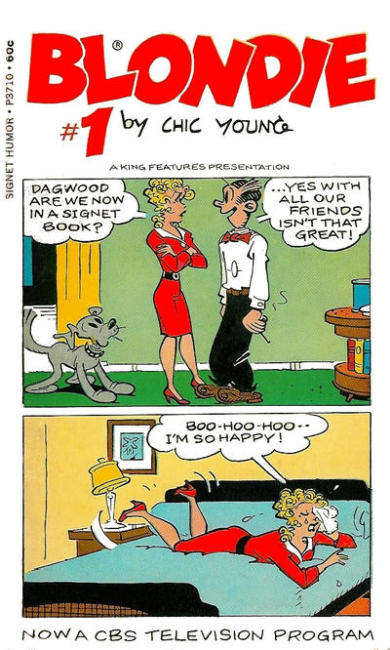 SIGNET HUMOR • P3710 • 60c
BLONDIE®
#1 by CHIC YOUNG
A KING FEATURES PRESENTATION
DAGWOOD
ARE WE NOW
IN A SIGNET
BOOK?
...YES WITH
ALL OUR
FRIENDS
ISN'T THAT
GREAT!
BOO-HOO-HOO--
I'M SO HAPPY!
NOW A CBS TELEVISION PROGRAM